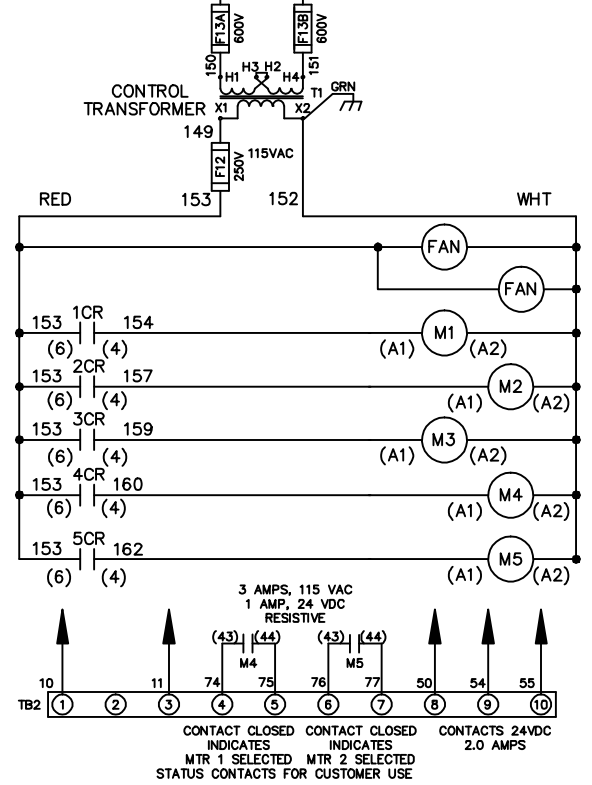 F13A 600V F13B 600V
150 151
H1 H3 H2 H4
CONTROL
TRANSFORMER
T1 GRN
X1 X2
149
F12 250V 115VAC
153 152
RED WHT
FAN
FAN
1CR
153 154
M1
(6) (4) (A1) (A2)
2CR
153 157
M2
(6) (4) (A1) (A2)
3CR
153 159
M3
(6) (4) (A1) (A2)
4CR
153 160
M4
(6) (4) (A1) (A2)
5CR
153 162
M5
(6) (4) (A1) (A2)
3 AMPS, 115 VAC
1 AMP, 24 VDC
RESISTIVE
(43) (44) (43) (44)
M4 M5
10 11 74 75 76 77 50 54 55
TB2 1 2 3 4 5 6 7 8 9 10
CONTACT CLOSED
INDICATES
MTR 1 SELECTED
CONTACT CLOSED
INDICATES
MTR 2 SELECTED
CONTACTS 24VDC
2.0 AMPS
STATUS CONTACTS FOR CUSTOMER USE